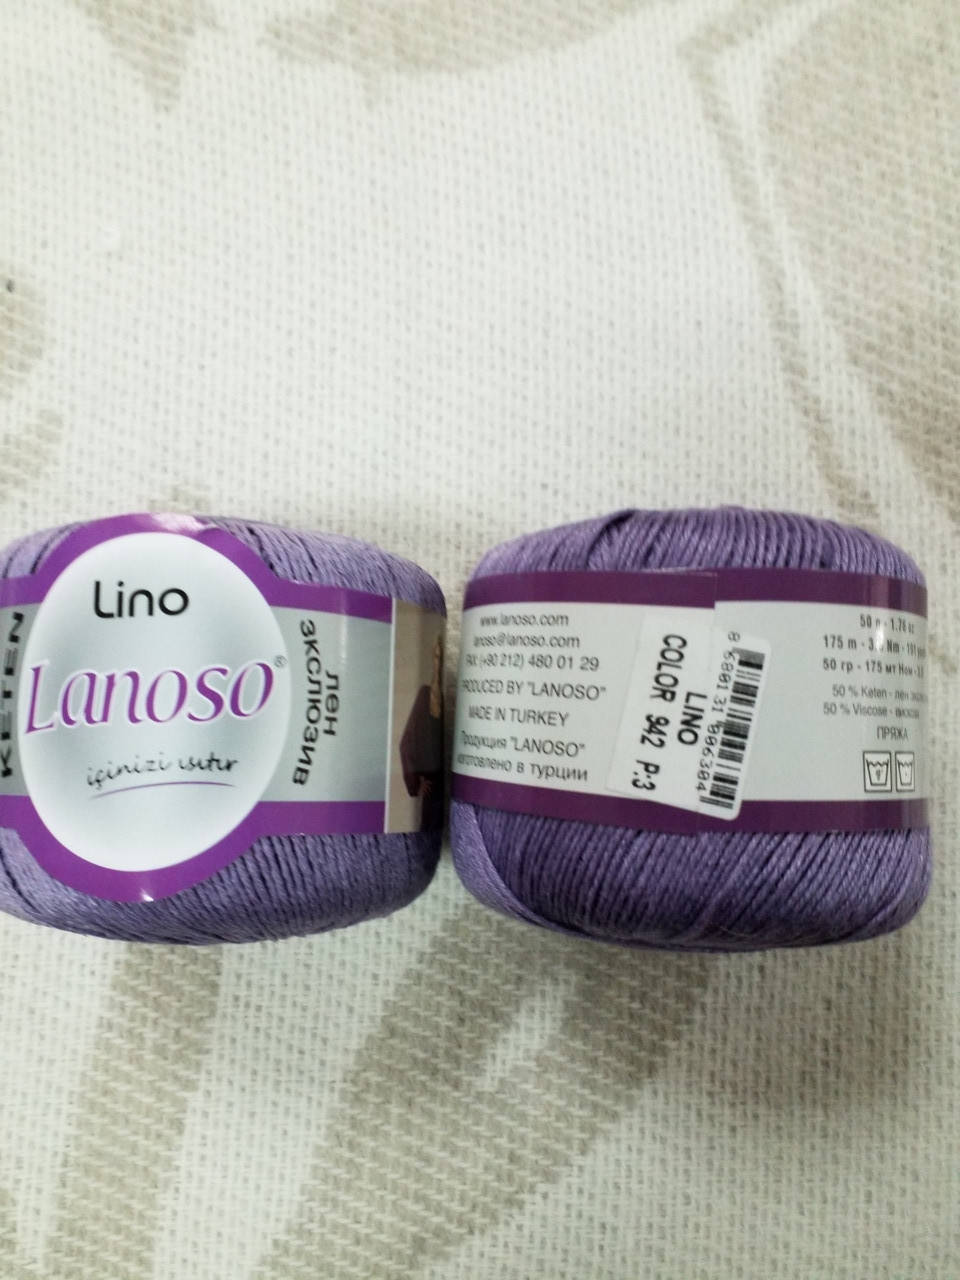 Lino
Lanoso®
içinizi ısıtır
KETEN
ЛЕН
ЭКСЛЮЗИВ
www.lanoso.com
lanoso@lanoso.com
FAX: (+90 212) 480 01 29
PRODUCED BY "LANOSO"
MADE IN TURKEY
Продукция "LANOSO"
изготовлено в турции
LINO
COLOR 942 P:3
50 g - 1.76 oz
175 m -
50 гр - 175 мт
50 % Keten - лен
50 % Viscose - вискоза
ПРЯЖА